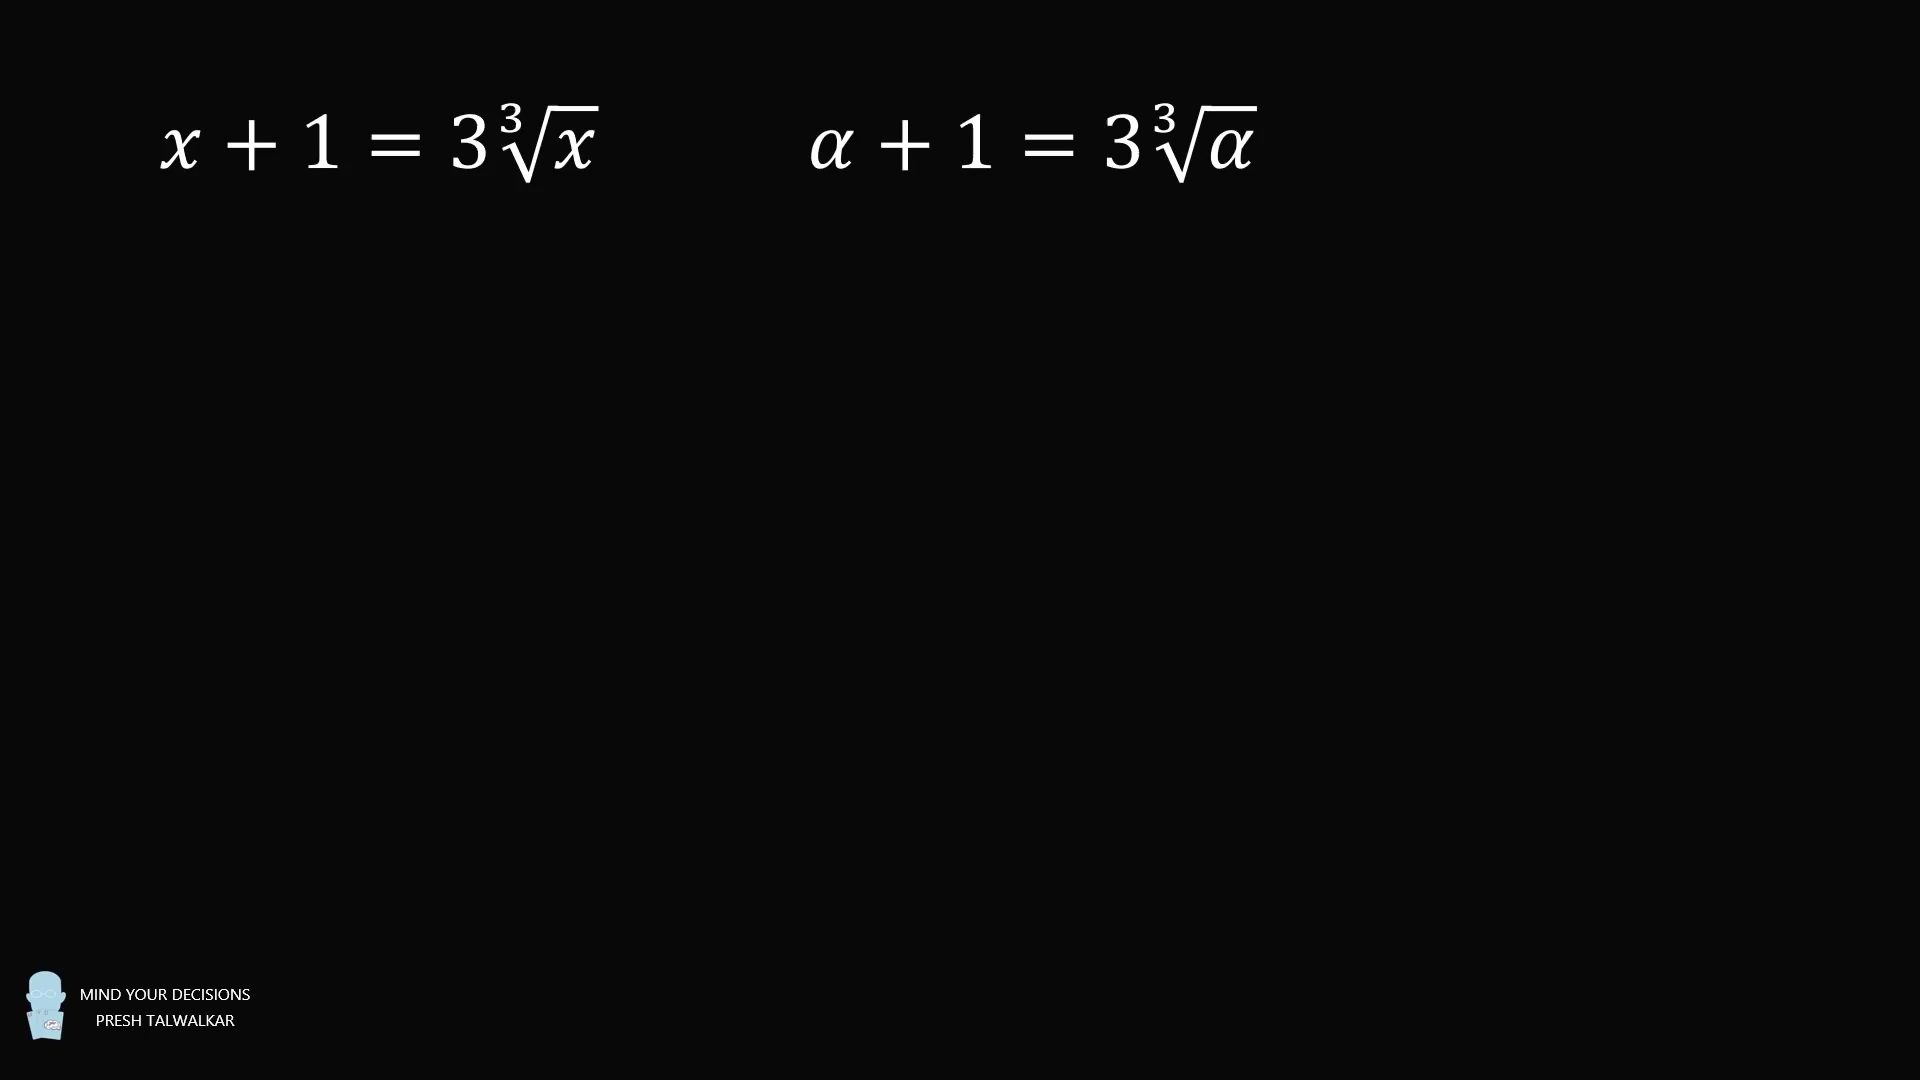 x + 1 = 3∛x
α + 1 = 3∛α
MIND YOUR DECISIONS
PRESH TALWALKAR